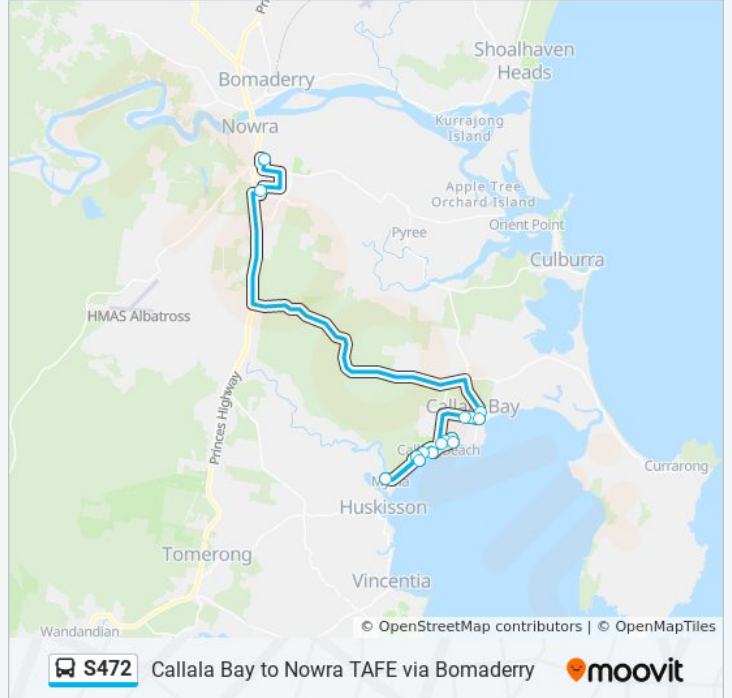 Shoalhaven
Heads
Bomaderry
Nowra
Kurrajong
Island
Apple Tree
Orchard Island
Orient Point
Pyree
Culburra
HMAS Albatross
Princes Highway
Bay
Beach
Currarong
Huskisson
Tomerong
Vincentia
Wandandian
© OpenStreetMap contributors | © OpenMapTiles
S472 Callala Bay to Nowra TAFE via Bomaderry moovit